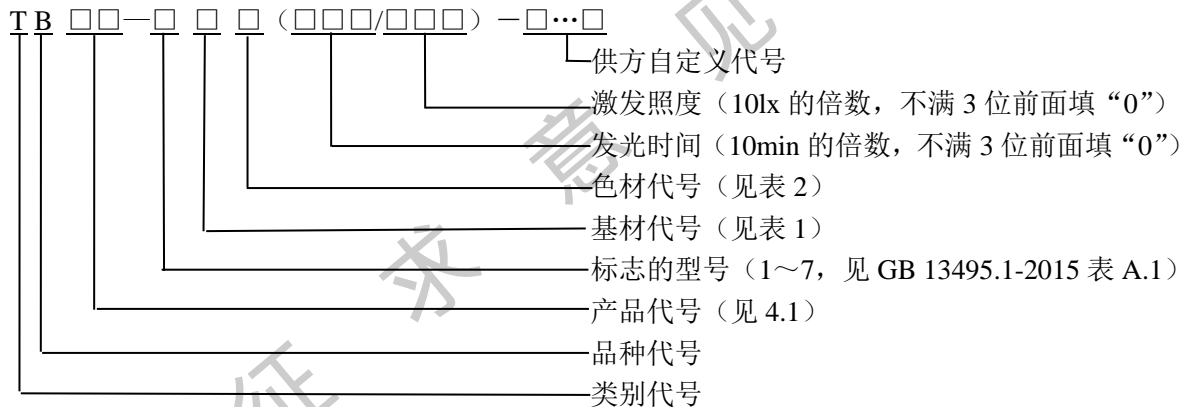 T B □□－□ □ □（□□□/□□□）－□…□
供方自定义代号
激发照度（10lx 的倍数，不满 3 位前面填“0”）
发光时间（10min 的倍数，不满 3 位前面填“0”）
色材代号（见表 2）
基材代号（见表 1）
标志的型号（1～7，见 GB 13495.1-2015 表 A.1）
产品代号（见 4.1）
品种代号
类别代号
征求意见